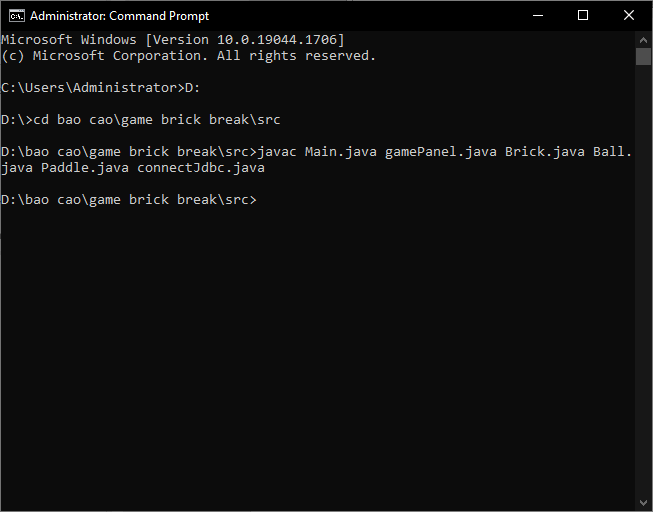 Administrator: Command Prompt
Microsoft Windows [Version 10.0.19044.1706]
(c) Microsoft Corporation. All rights reserved.
C:\Users\Administrator>D:
D:\>cd bao cao\game brick break\src
D:\bao cao\game brick break\src>javac Main.java gamePanel.java Brick.java Ball.
java Paddle.java connectJdbc.java
D:\bao cao\game brick break\src>